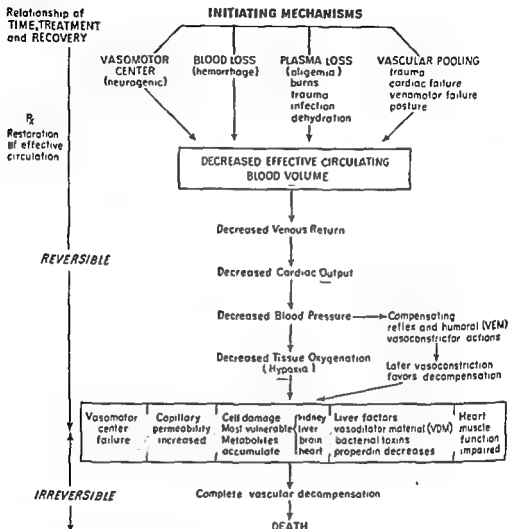 Relationship of
TIME, TREATMENT
and RECOVERY
INITIATING MECHANISMS
VASOMOTOR
CENTER
(neurogenic)
BLOOD LOSS
(hemorrhage)
PLASMA LOSS
(oligemia)
burns
trauma
infection
dehydration
VASCULAR POOLING
trauma
cardiac failure
venomotor failure
posture
℞
Restoration
of effective
circulation
DECREASED EFFECTIVE CIRCULATING
BLOOD VOLUME
Decreased Venous Return
REVERSIBLE
Decreased Cardiac Output
Decreased Blood Pressure
Compensating
reflex and humoral (VEM)
vasoconstrictor actions
Decreased Tissue Oxygenation
(Hypoxia)
Later vasoconstriction
favors decompensation
Vasomotor
center
failure
Capillary
permeability
increased
Cell damage
Most vulnerable
Metabolites
accumulate
kidney
liver
brain
heart
Liver factors
vasodilator material (VDM)
bacterial toxins
properdin decreases
Heart
muscle
function
impaired
IRREVERSIBLE
Complete vascular decompensation
DEATH